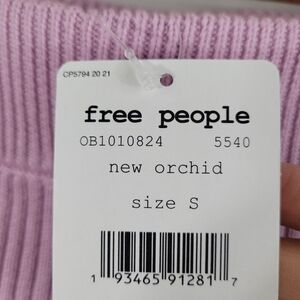 CP5794 20 21
free people
OB1010824 5540
new orchid
size S
1 93465 91281 7